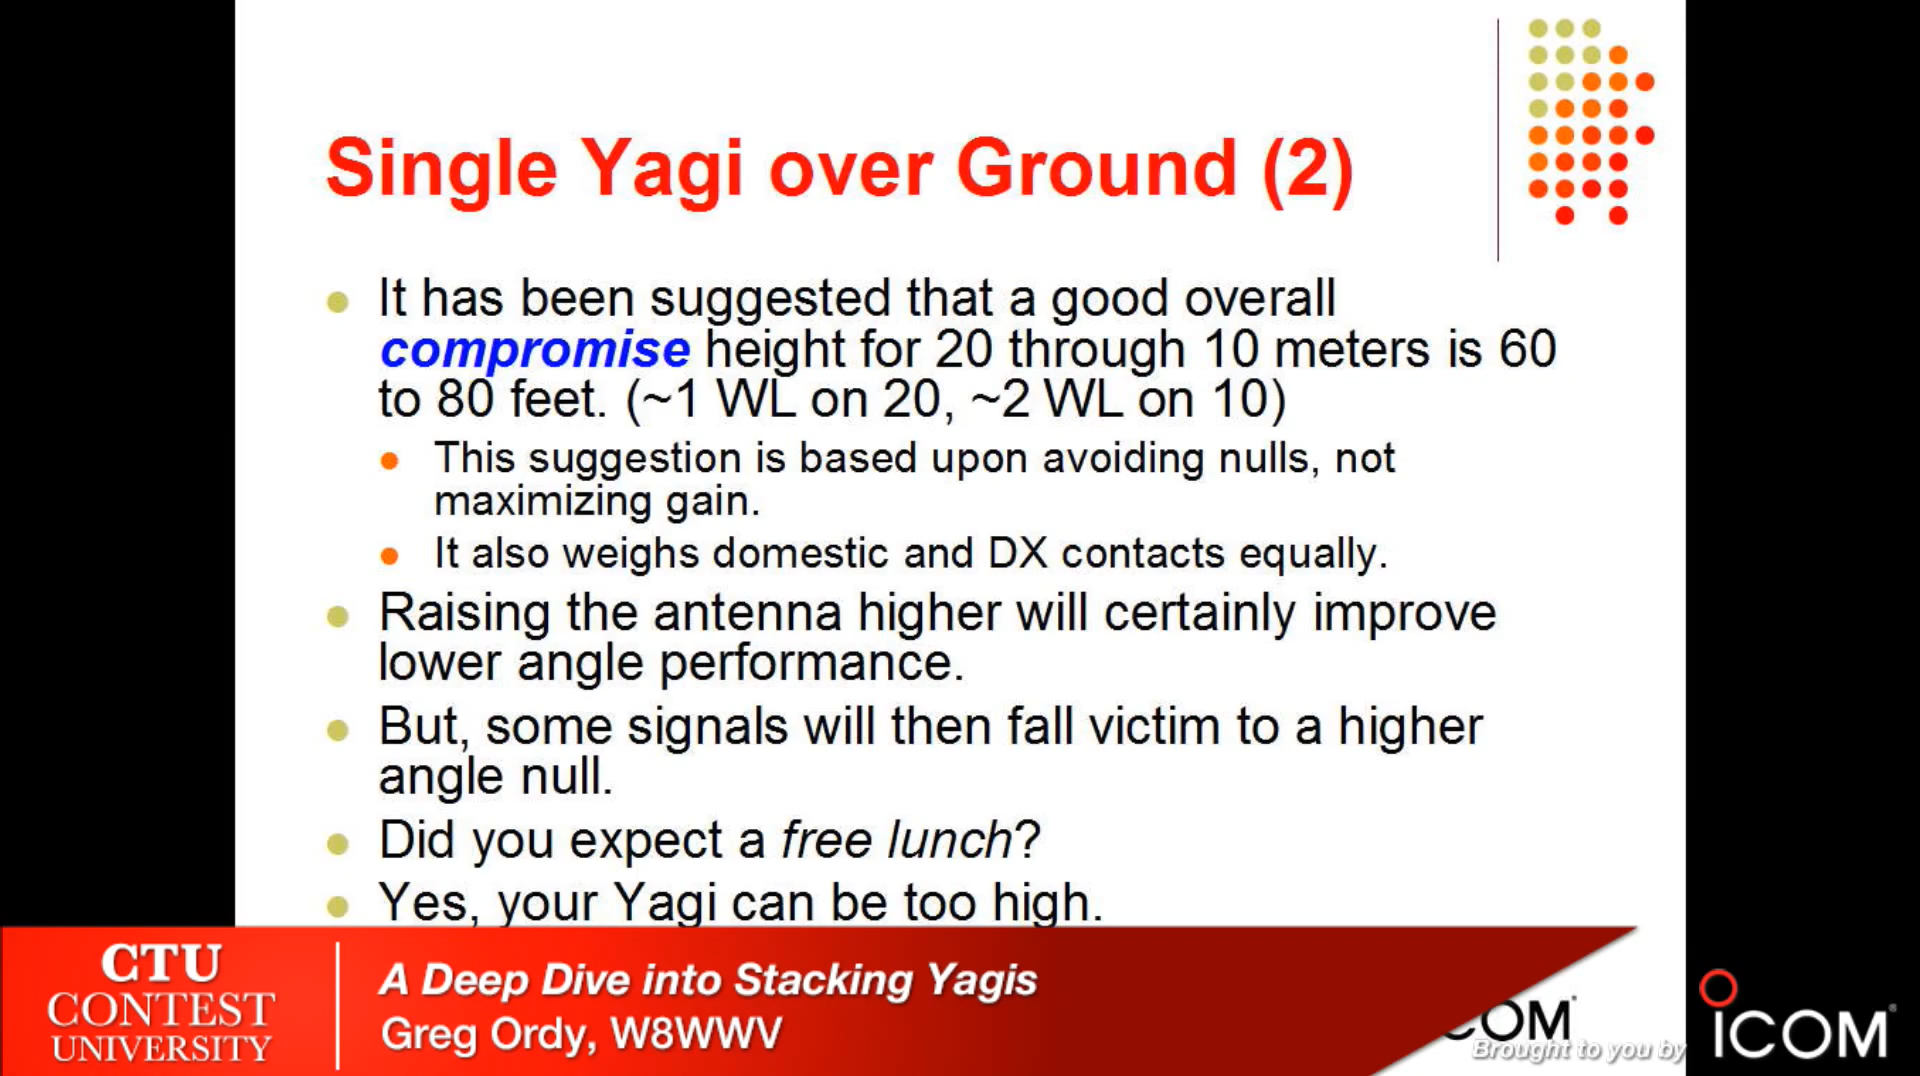 Single Yagi over Ground (2)
It has been suggested that a good overall
compromise height for 20 through 10 meters is 60
to 80 feet. (~1 WL on 20, ~2 WL on 10)
This suggestion is based upon avoiding nulls, not
maximizing gain.
It also weighs domestic and DX contacts equally.
Raising the antenna higher will certainly improve
lower angle performance.
But, some signals will then fall victim to a higher
angle null.
Did you expect a free lunch?
Yes, your Yagi can be too high.
CTU
CONTEST
UNIVERSITY
A Deep Dive into Stacking Yagis
Greg Ordy, W8WWV
COM
Brought to you by
ICOM